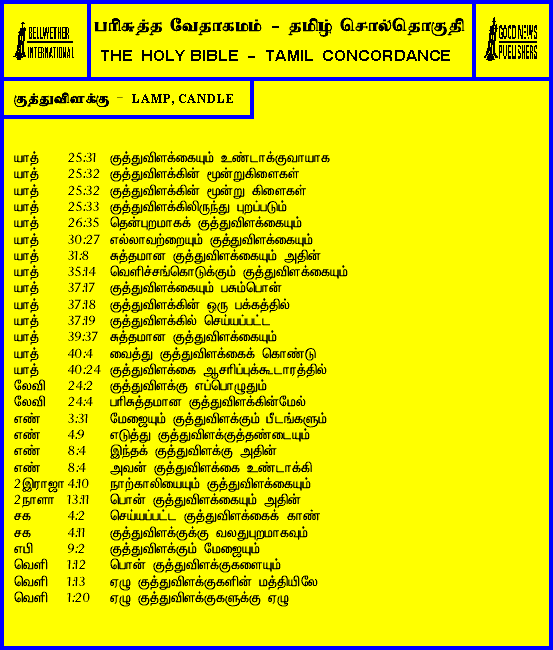 BELLWETHER INTERNATIONAL
பரிசுத்த வேதாகமம் - தமிழ் சொல்தொகுதி
THE HOLY BIBLE - TAMIL CONCORDANCE
GOOD NEWS PUBLISHERS
குத்துவிளக்கு - LAMP, CANDLE
யாத் 25:31 குத்துவிளக்கையும் உண்டாக்குவாயாக
யாத் 25:32 குத்துவிளக்கின் மூன்றுகிளைகள்
யாத் 25:32 குத்துவிளக்கின் மூன்று கிளைகள்
யாத் 25:33 குத்துவிளக்கிலிருந்து புறப்படும்
யாத் 26:35 தென்புறமாகக் குத்துவிளக்கையும்
யாத் 30:27 எல்லாவற்றையும் குத்துவிளக்கையும்
யாத் 31:8 சுத்தமான குத்துவிளக்கையும் அதின்
யாத் 35:14 வெளிச்சங்கொடுக்கும் குத்துவிளக்கையும்
யாத் 37:17 குத்துவிளக்கையும் பசும்பொன்
யாத் 37:18 குத்துவிளக்கின் ஒரு பக்கத்தில்
யாத் 37:19 குத்துவிளக்கில் செய்யப்பட்ட
யாத் 39:37 சுத்தமான குத்துவிளக்கையும்
யாத் 40:4 வைத்து குத்துவிளக்கைக் கொண்டு
யாத் 40:24 குத்துவிளக்கை ஆசரிப்புக்கூடாரத்தில்
லேவி 24:2 குத்துவிளக்கு எப்பொழுதும்
லேவி 24:4 பரிசுத்தமான குத்துவிளக்கின்மேல்
எண் 3:31 மேஜையும் குத்துவிளக்கும் பீடங்களும்
எண் 4:9 எடுத்து குத்துவிளக்குத்தண்டையும்
எண் 8:4 இந்தக் குத்துவிளக்கு அதின்
எண் 8:4 அவன் குத்துவிளக்கை உண்டாக்கி
2இராஜா 4:10 நாற்காலியையும் குத்துவிளக்கையும்
2நாளா 13:11 பொன் குத்துவிளக்கையும் அதின்
சக 4:2 செய்யப்பட்ட குத்துவிளக்கைக் காண்
சக 4:11 குத்துவிளக்குக்கு வலதுபுறமாகவும்
எபி 9:2 குத்துவிளக்கும் மேஜையும்
வெளி 1:12 பொன் குத்துவிளக்குகளையும்
வெளி 1:13 ஏழு குத்துவிளக்குகளின் மத்தியிலே
வெளி 1:20 ஏழு குத்துவிளக்குகளுக்கு ஏழு